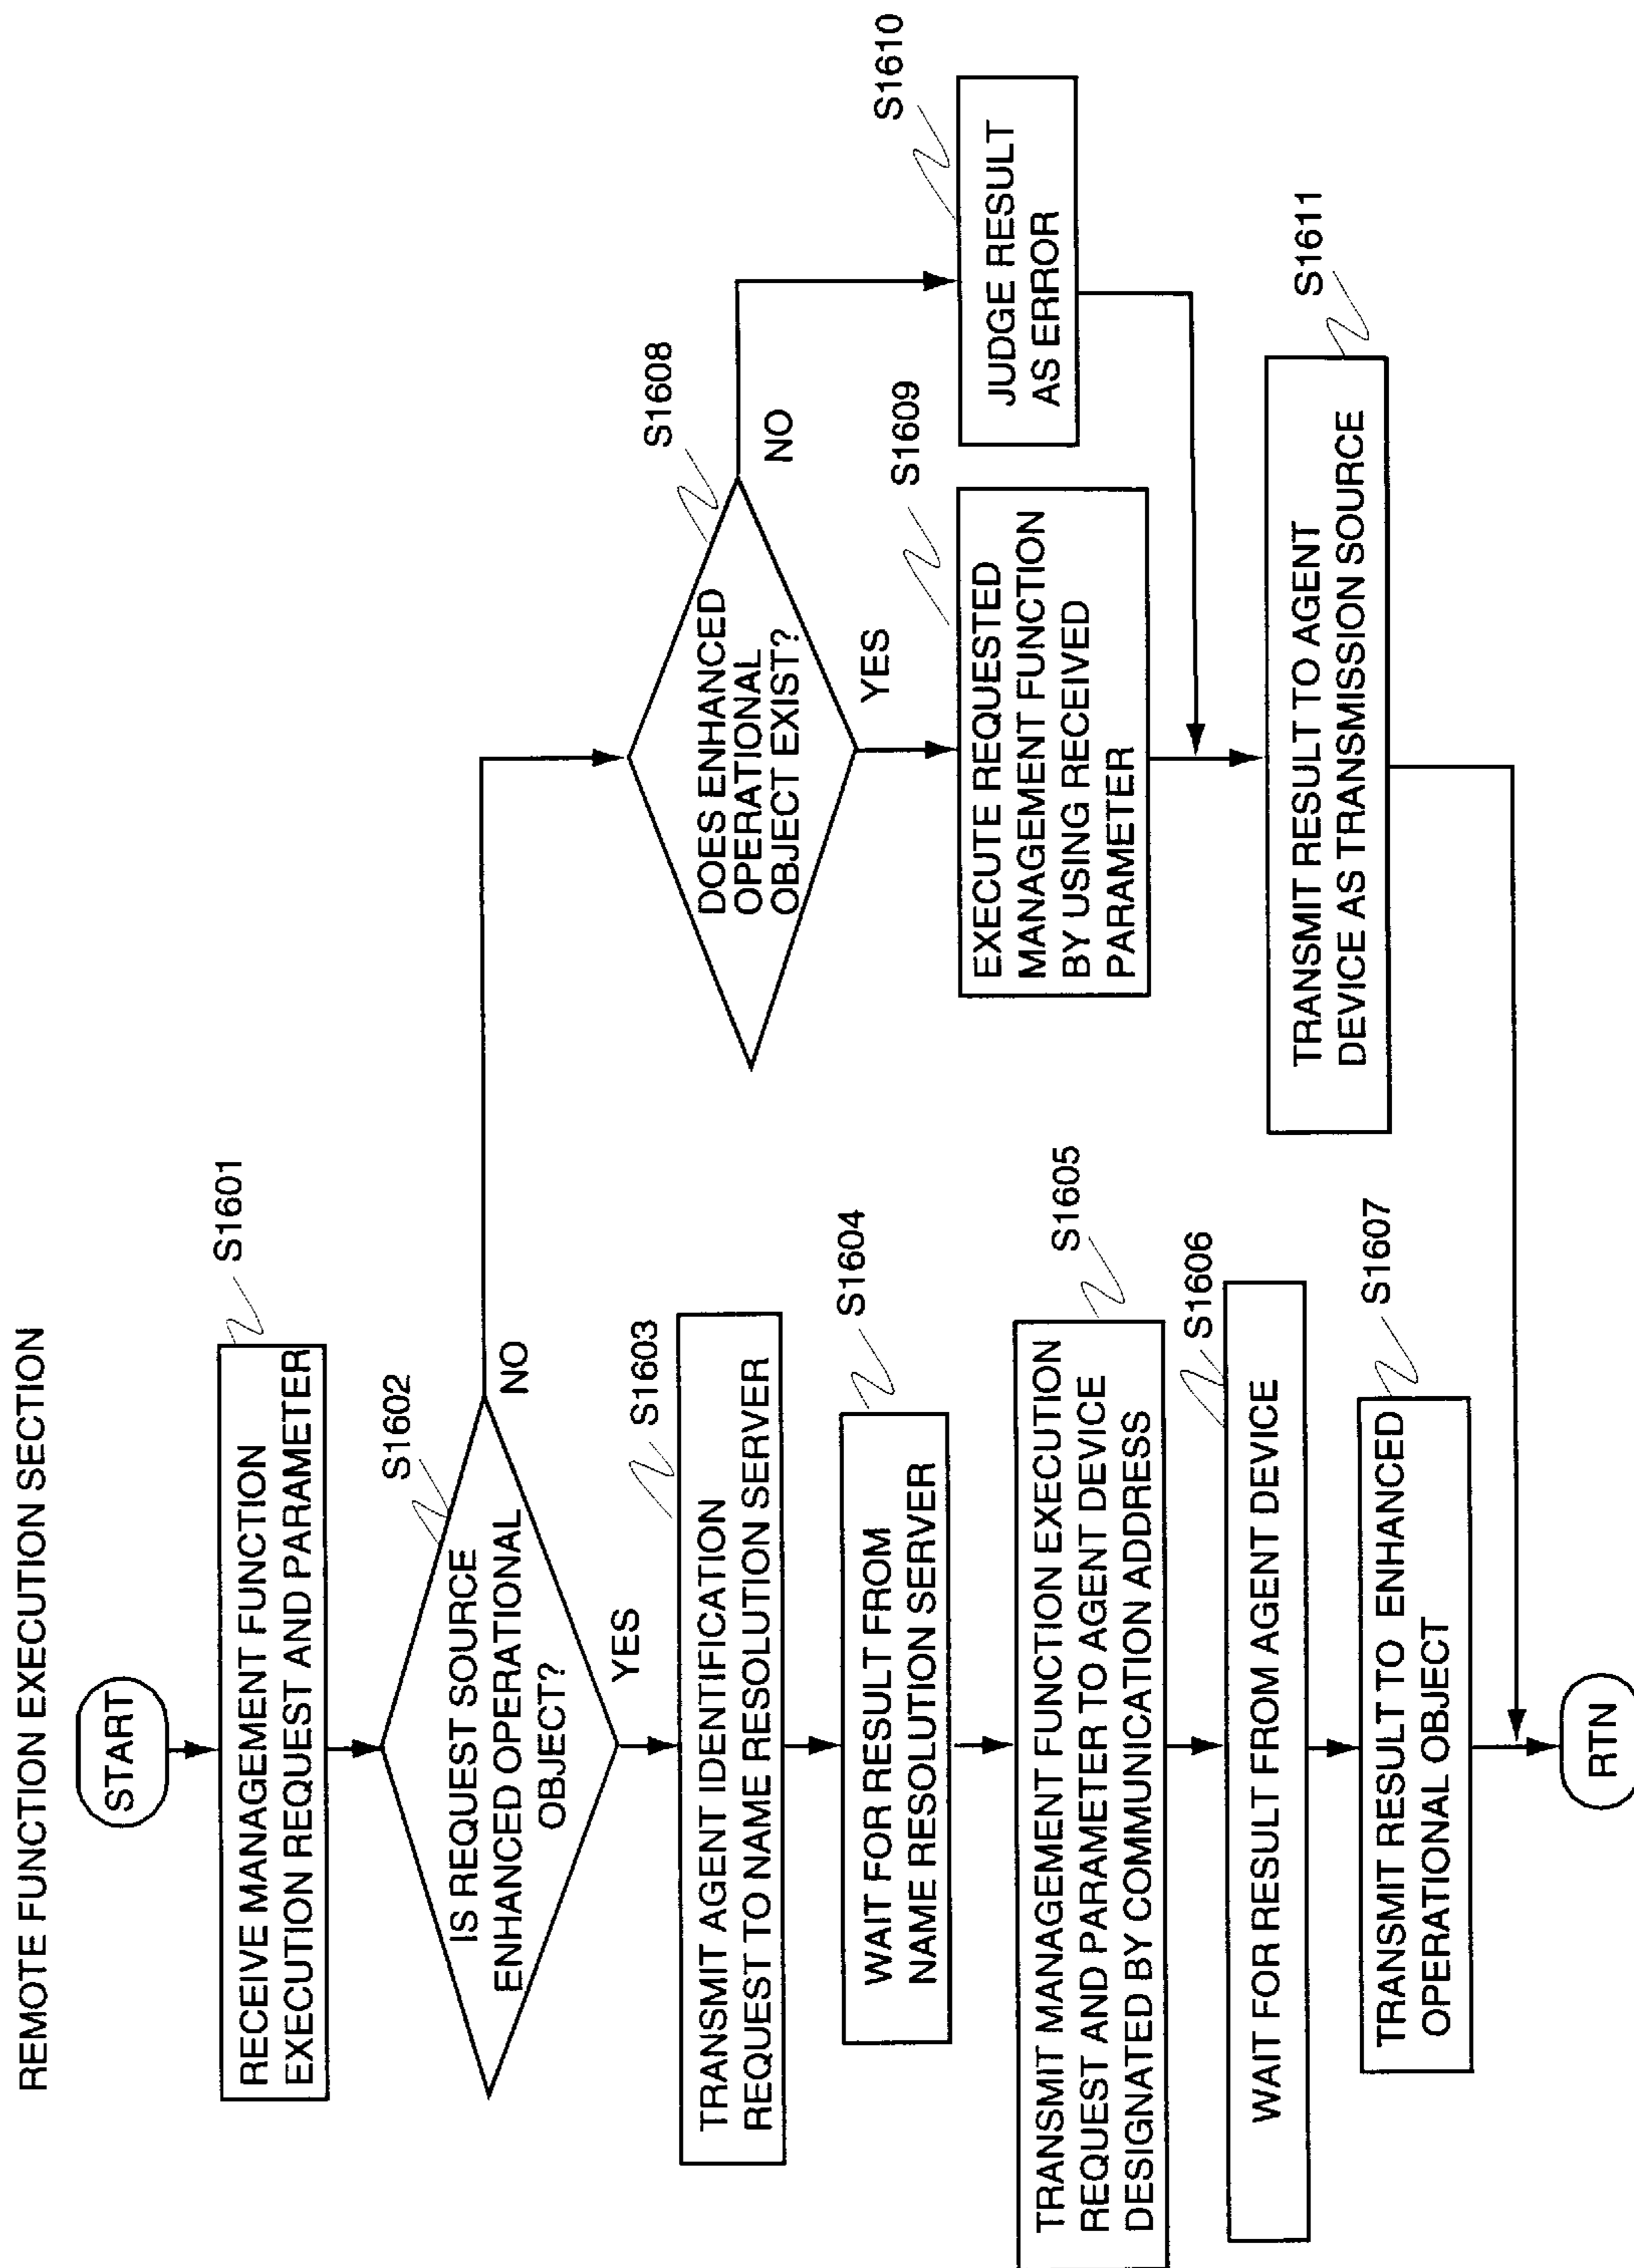 REMOTE FUNCTION EXECUTION SECTION
START
S1601
RECEIVE MANAGEMENT FUNCTION
EXECUTION REQUEST AND PARAMETER
S1602
IS REQUEST SOURCE
ENHANCED OPERATIONAL
OBJECT?
NO
YES
S1603
TRANSMIT AGENT IDENTIFICATION
REQUEST TO NAME RESOLUTION SERVER
S1604
WAIT FOR RESULT FROM
NAME RESOLUTION SERVER
S1605
TRANSMIT MANAGEMENT FUNCTION EXECUTION
REQUEST AND PARAMETER TO AGENT DEVICE
DESIGNATED BY COMMUNICATION ADDRESS
S1606
WAIT FOR RESULT FROM AGENT DEVICE
S1607
TRANSMIT RESULT TO ENHANCED
OPERATIONAL OBJECT
RTN
S1608
DOES ENHANCED
OPERATIONAL
OBJECT EXIST?
NO
YES
S1609
EXECUTE REQUESTED
MANAGEMENT FUNCTION
BY USING RECEIVED
PARAMETER
S1610
JUDGE RESULT
AS ERROR
S1611
TRANSMIT RESULT TO AGENT
DEVICE AS TRANSMISSION SOURCE